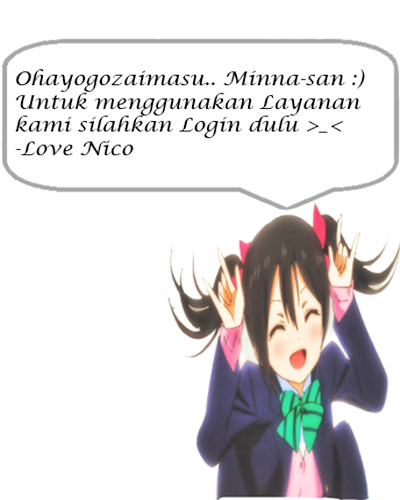 Ohayogozaimasu.. Minna-san :)
Untuk menggunakan Layanan
kami silahkan Login dulu >_<
-Love Nico